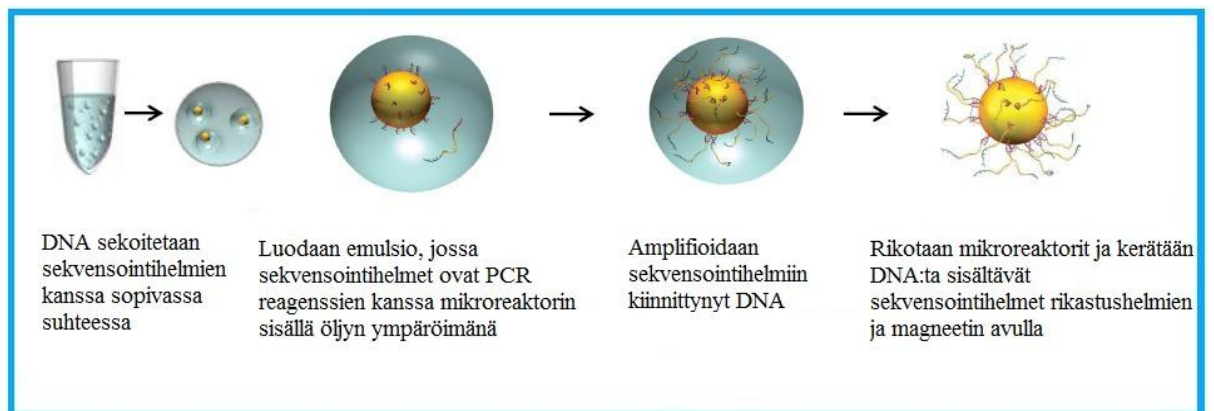 DNA sekoitetaan
sekvensointihelmien
kanssa sopivassa
suhteessa
Luodaan emulsio, jossa
sekvensointihelmet ovat PCR
reagenssien kanssa mikroreaktorin
sisällä öljyn ympäröimänä
Amplifioidaan
sekvensointihelmiin
kiinnittynyt DNA
Rikotaan mikroreaktorit ja kerätään
DNA:ta sisältävät
sekvensointihelmet rikastushelmien
ja magneetin avulla